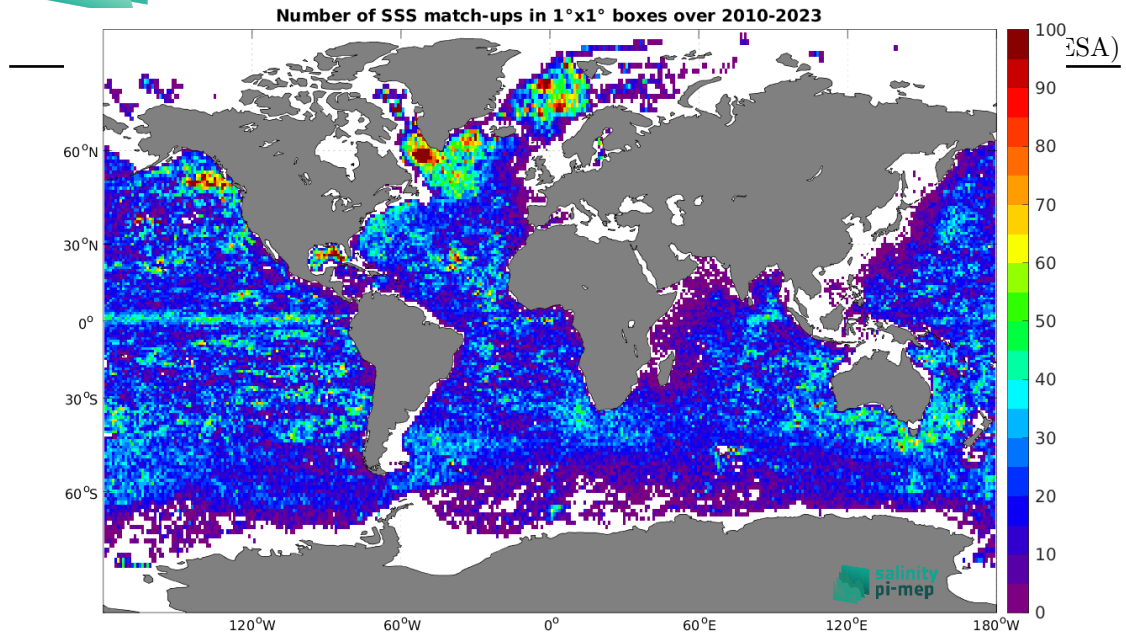 Number of SSS match-ups in 1°x1° boxes over 2010-2023
ESA)
100
90
80
70
60
50
40
30
20
10
0
60°N
30°N
0°
30°S
60°S
120°W
60°W
0°
60°E
120°E
180°W
salinity
pi-mep